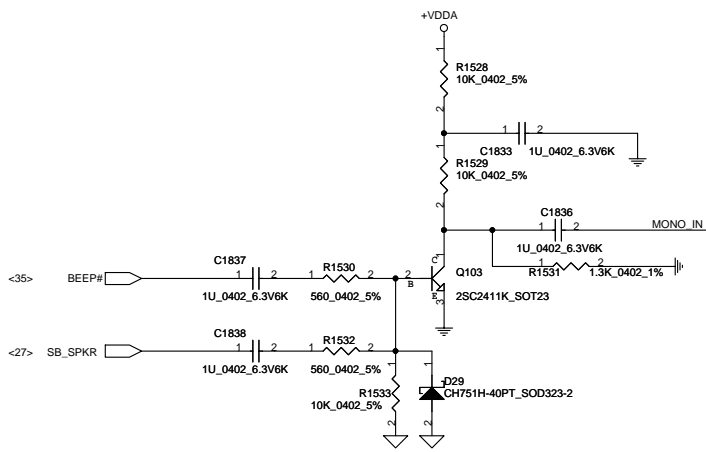 +VDDA
1
R1528
10K_0402_5%
2
1 2
C1833 1U_0402_6.3V6K
1
R1529
10K_0402_5%
2
C1836
1 2 MONO_IN
1U_0402_6.3V6K
1 2
R1531 1.3K_0402_1%
C1837
<35> BEEP# 1 2
1U_0402_6.3V6K
R1530
1 2
560_0402_5%
C 1
2 B
E 3
Q103
2SC2411K_SOT23
C1838
<27> SB_SPKR 1 2
1U_0402_6.3V6K
R1532
1 2
560_0402_5%
1
R1533
10K_0402_5%
2
1
D29
CH751H-40PT_SOD323-2
2